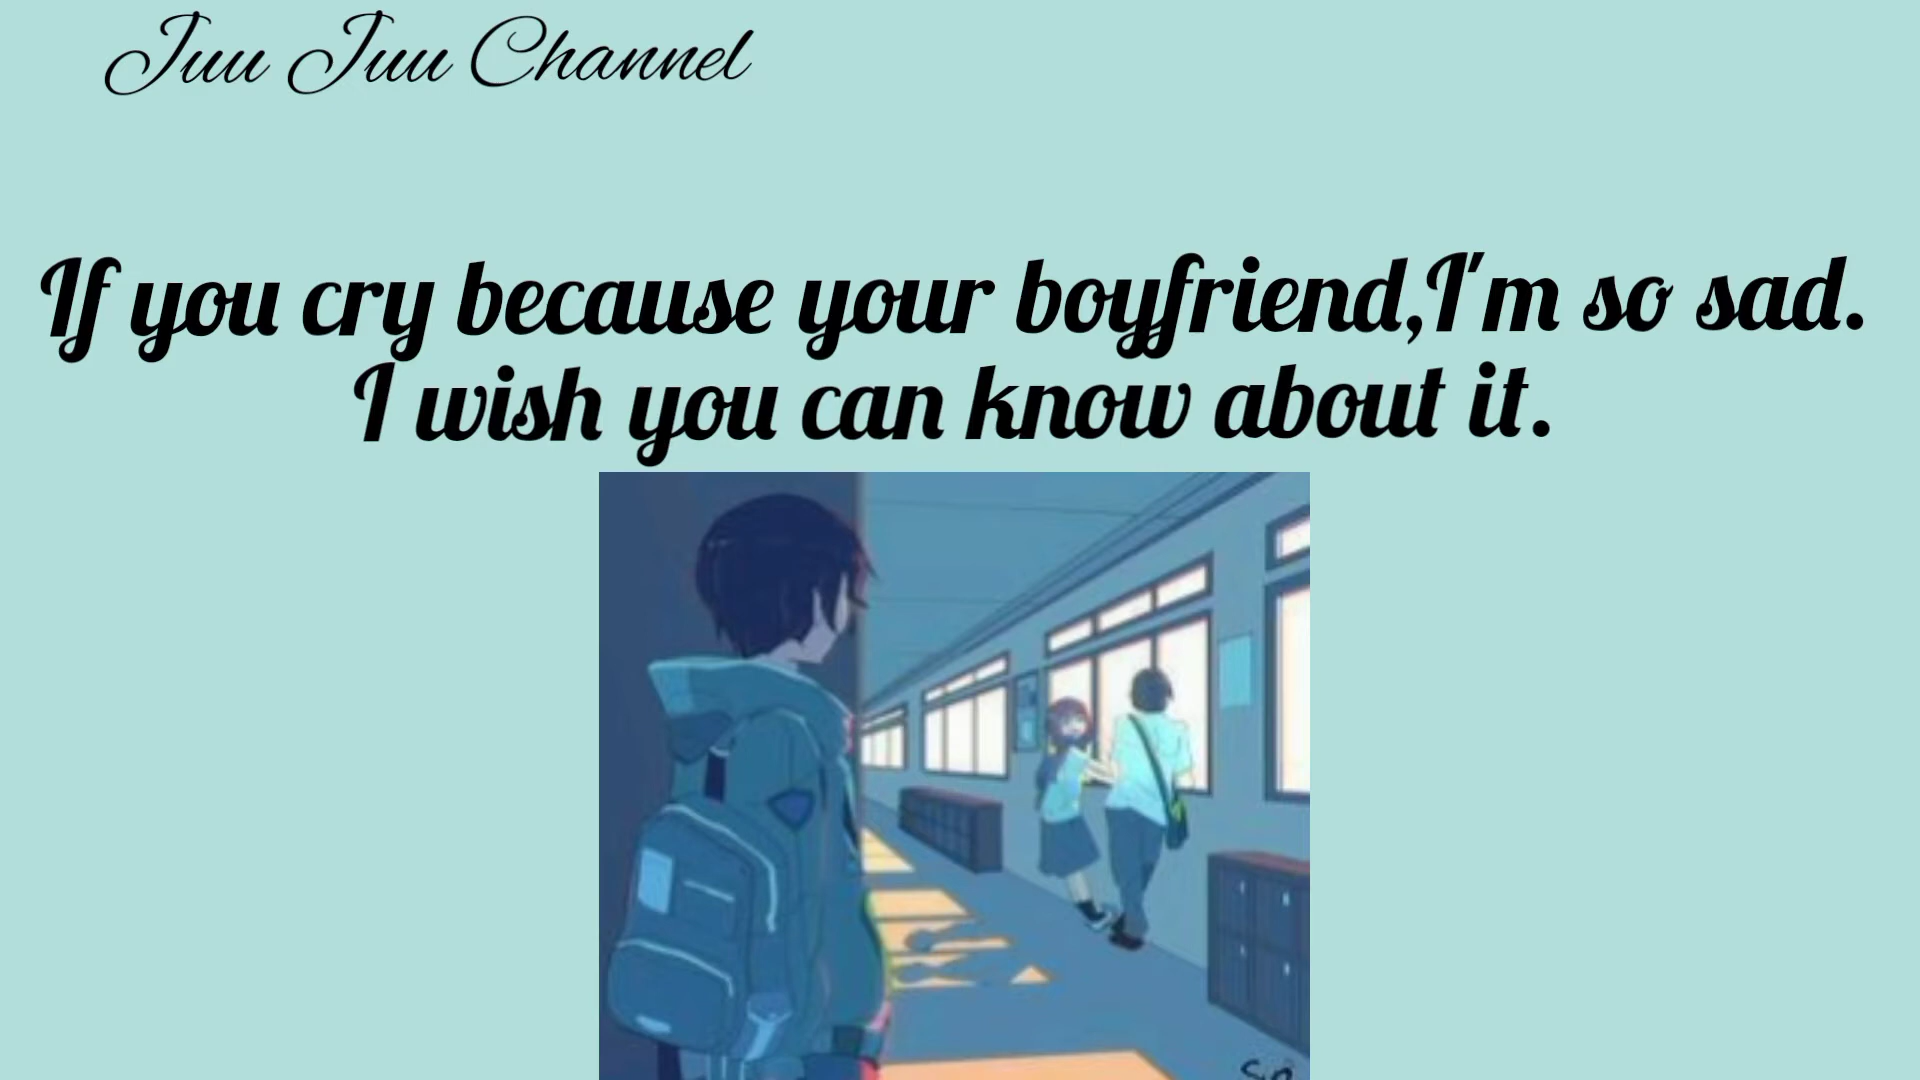 Juu Juu Channel
If you cry because your boyfriend,I'm so sad.
I wish you can know about it.